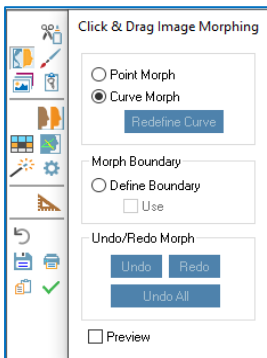 Click & Drag Image Morphing
Point Morph
Curve Morph
Redefine Curve
Morph Boundary
Define Boundary
Use
Undo/Redo Morph
Undo
Redo
Undo All
Preview